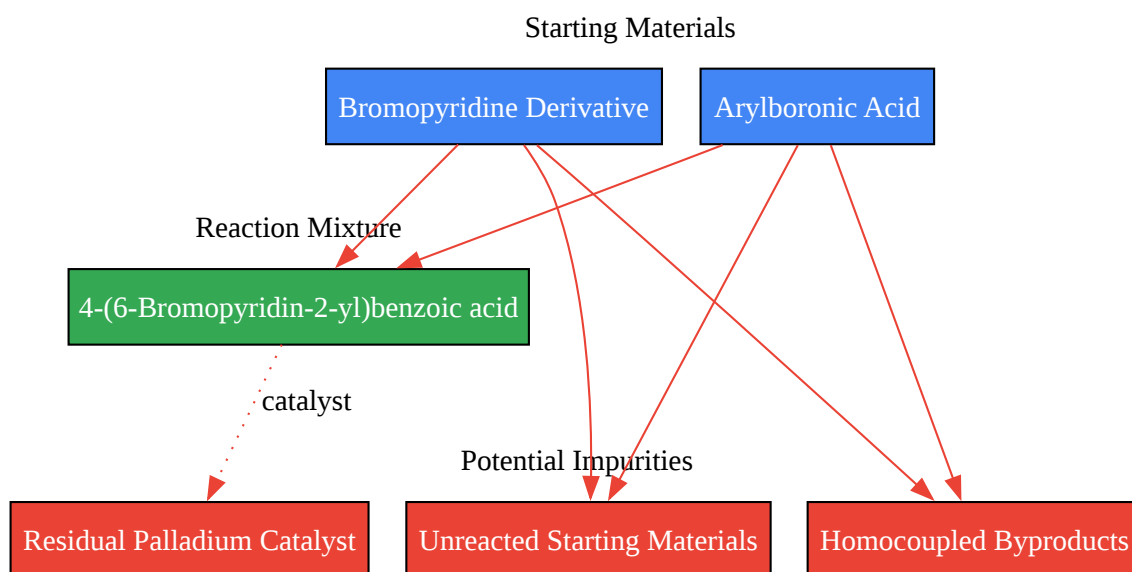 Starting Materials
Bromopyridine Derivative
Arylboronic Acid
Reaction Mixture
4-(6-Bromopyridin-2-yl)benzoic acid
catalyst
Potential Impurities
Residual Palladium Catalyst
Unreacted Starting Materials
Homocoupled Byproducts